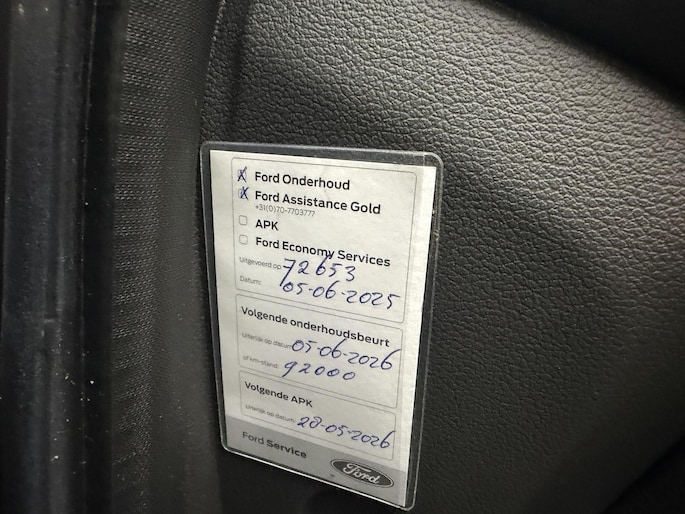 Ford Onderhoud
Ford Assistance Gold
+31(0)70-7703777
APK
Ford Economy Services
Uitgevoerd op: 72653
Datum: 05-06-2025
Volgende onderhoudsbeurt
Uiterlijk op datum: 05-06-2026
of km-stand: 92000
Volgende APK
Uiterlijk op datum: 28-05-2026
Ford Service
Ford